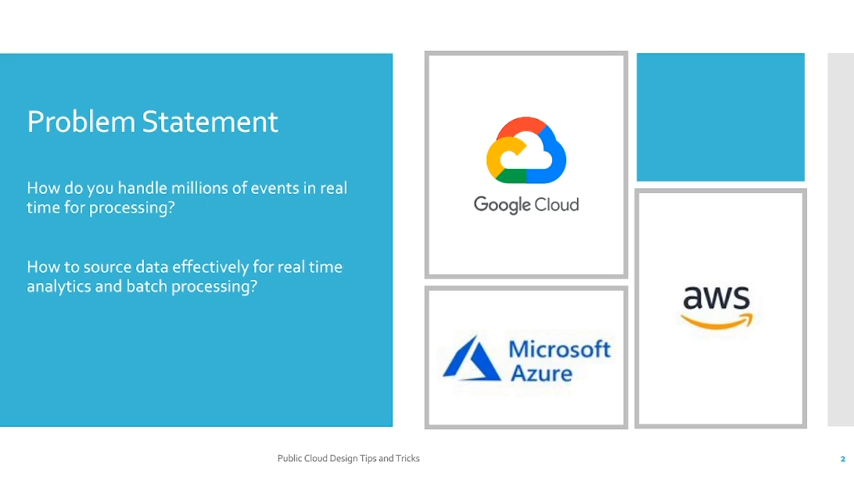 Problem Statement
How do you handle millions of events in real
time for processing?
How to source data effectively for real time
analytics and batch processing?
Google Cloud
Microsoft
Azure
aws
Public Cloud Design Tips and Tricks
2